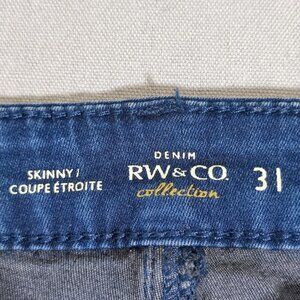 SKINNY /
COUPE ÉTROITE
DENIM
RW&CO.
collection
31